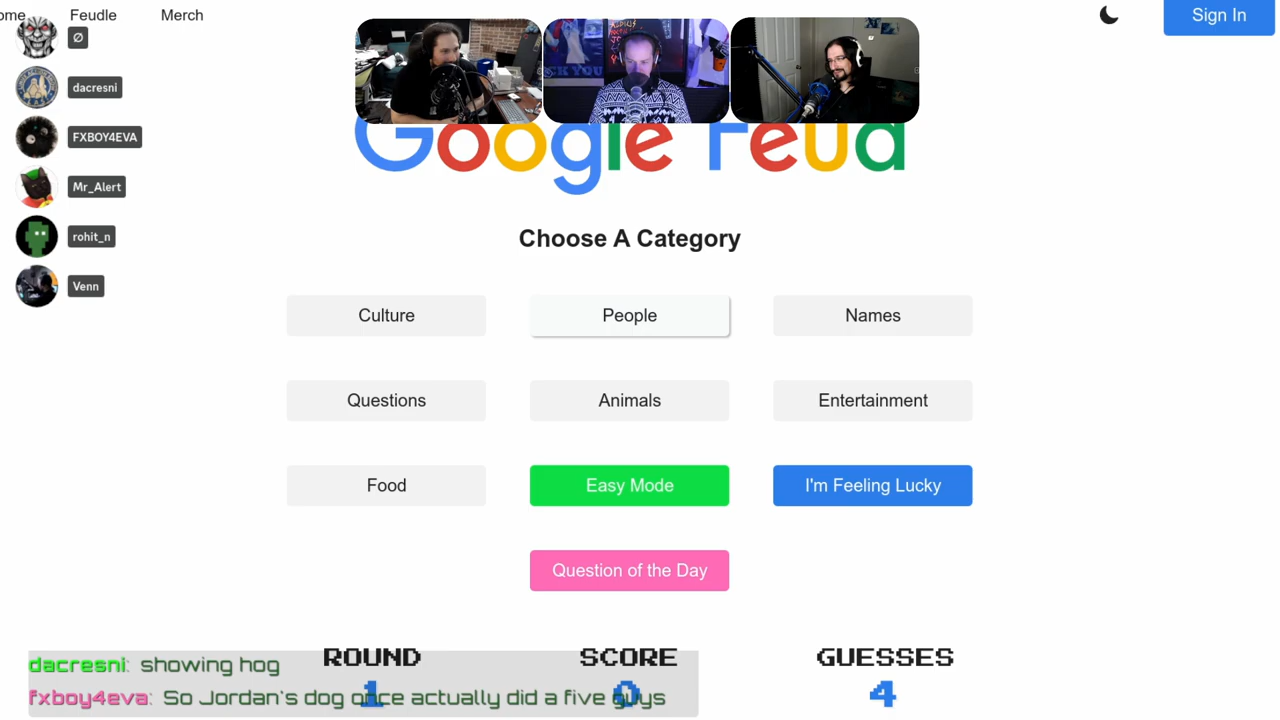 ome Feudle Merch Sign In
Ø
dacresni
FXBOY4EVA
Mr_Alert
rohit_n
Venn
Google Feud
Choose A Category
Culture People Names
Questions Animals Entertainment
Food Easy Mode I'm Feeling Lucky
Question of the Day
ROUND SCORE GUESSES
1 0 4
dacresni: showing hog
fxboy4eva: So Jordan's dog once actually did a five guys